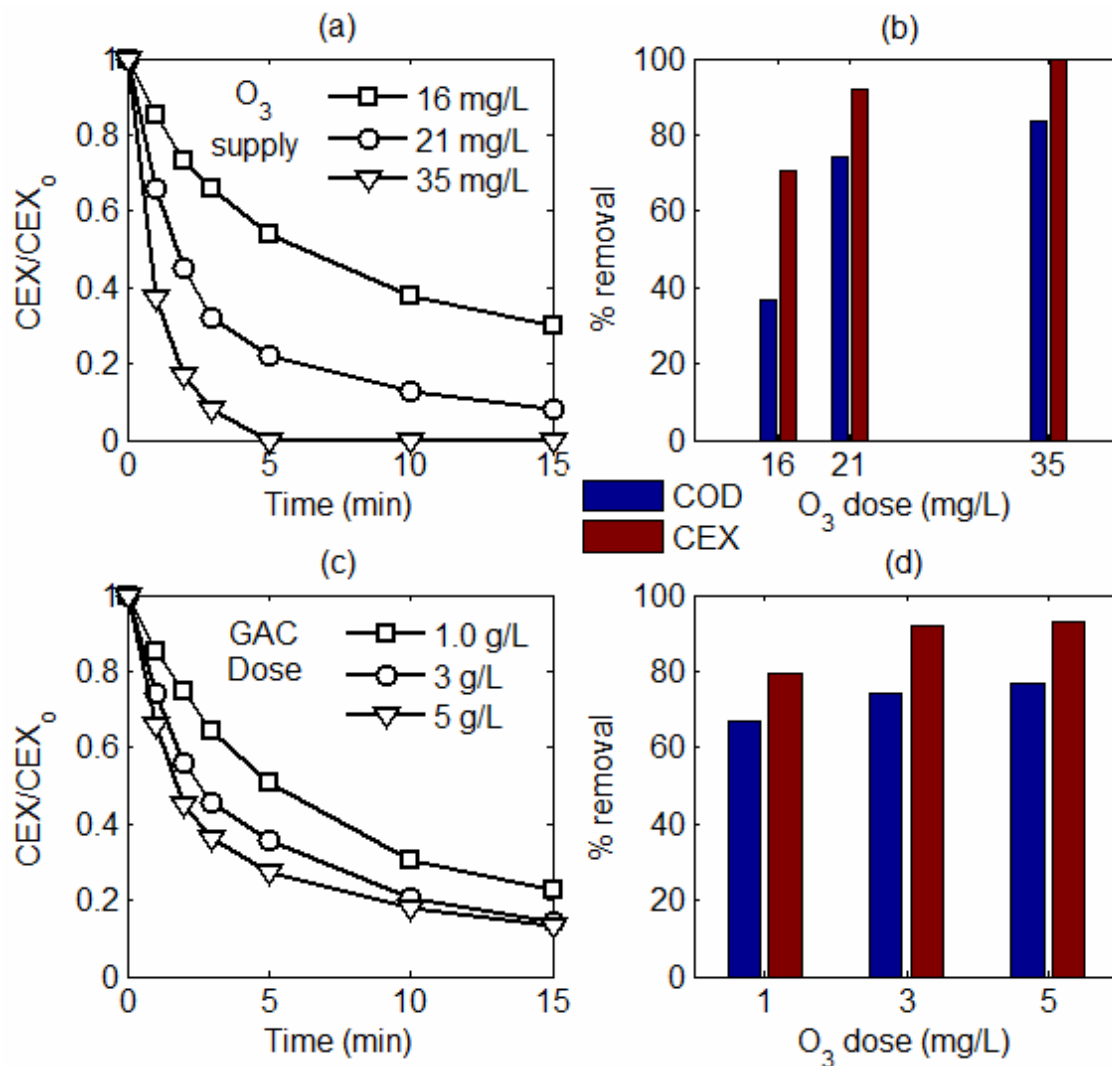 (a)
CEX/CEXo
1
0.8
0.6
0.4
0.2
0
O3
supply
16 mg/L
21 mg/L
35 mg/L
0 5 10 15
Time (min)
(b)
% removal
100
80
60
40
20
0
16 21 35
O3 dose (mg/L)
COD
CEX
(c)
CEX/CEXo
1
0.8
0.6
0.4
0.2
0
GAC
Dose
1.0 g/L
3 g/L
5 g/L
0 5 10 15
Time (min)
(d)
% removal
100
80
60
40
20
0
1 3 5
O3 dose (mg/L)